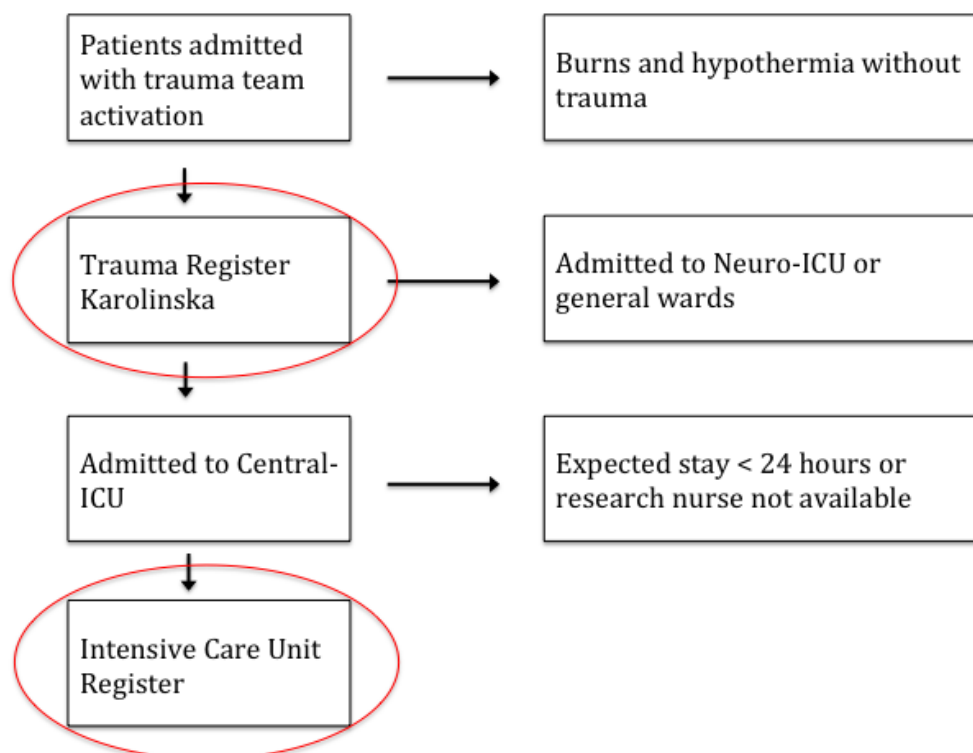 Patients admitted
with trauma team
activation
Burns and hypothermia without
trauma
Trauma Register
Karolinska
Admitted to Neuro-ICU or
general wards
Admitted to Central-
ICU
Expected stay < 24 hours or
research nurse not available
Intensive Care Unit
Register